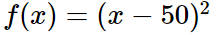 f(x) = (x − 50)²